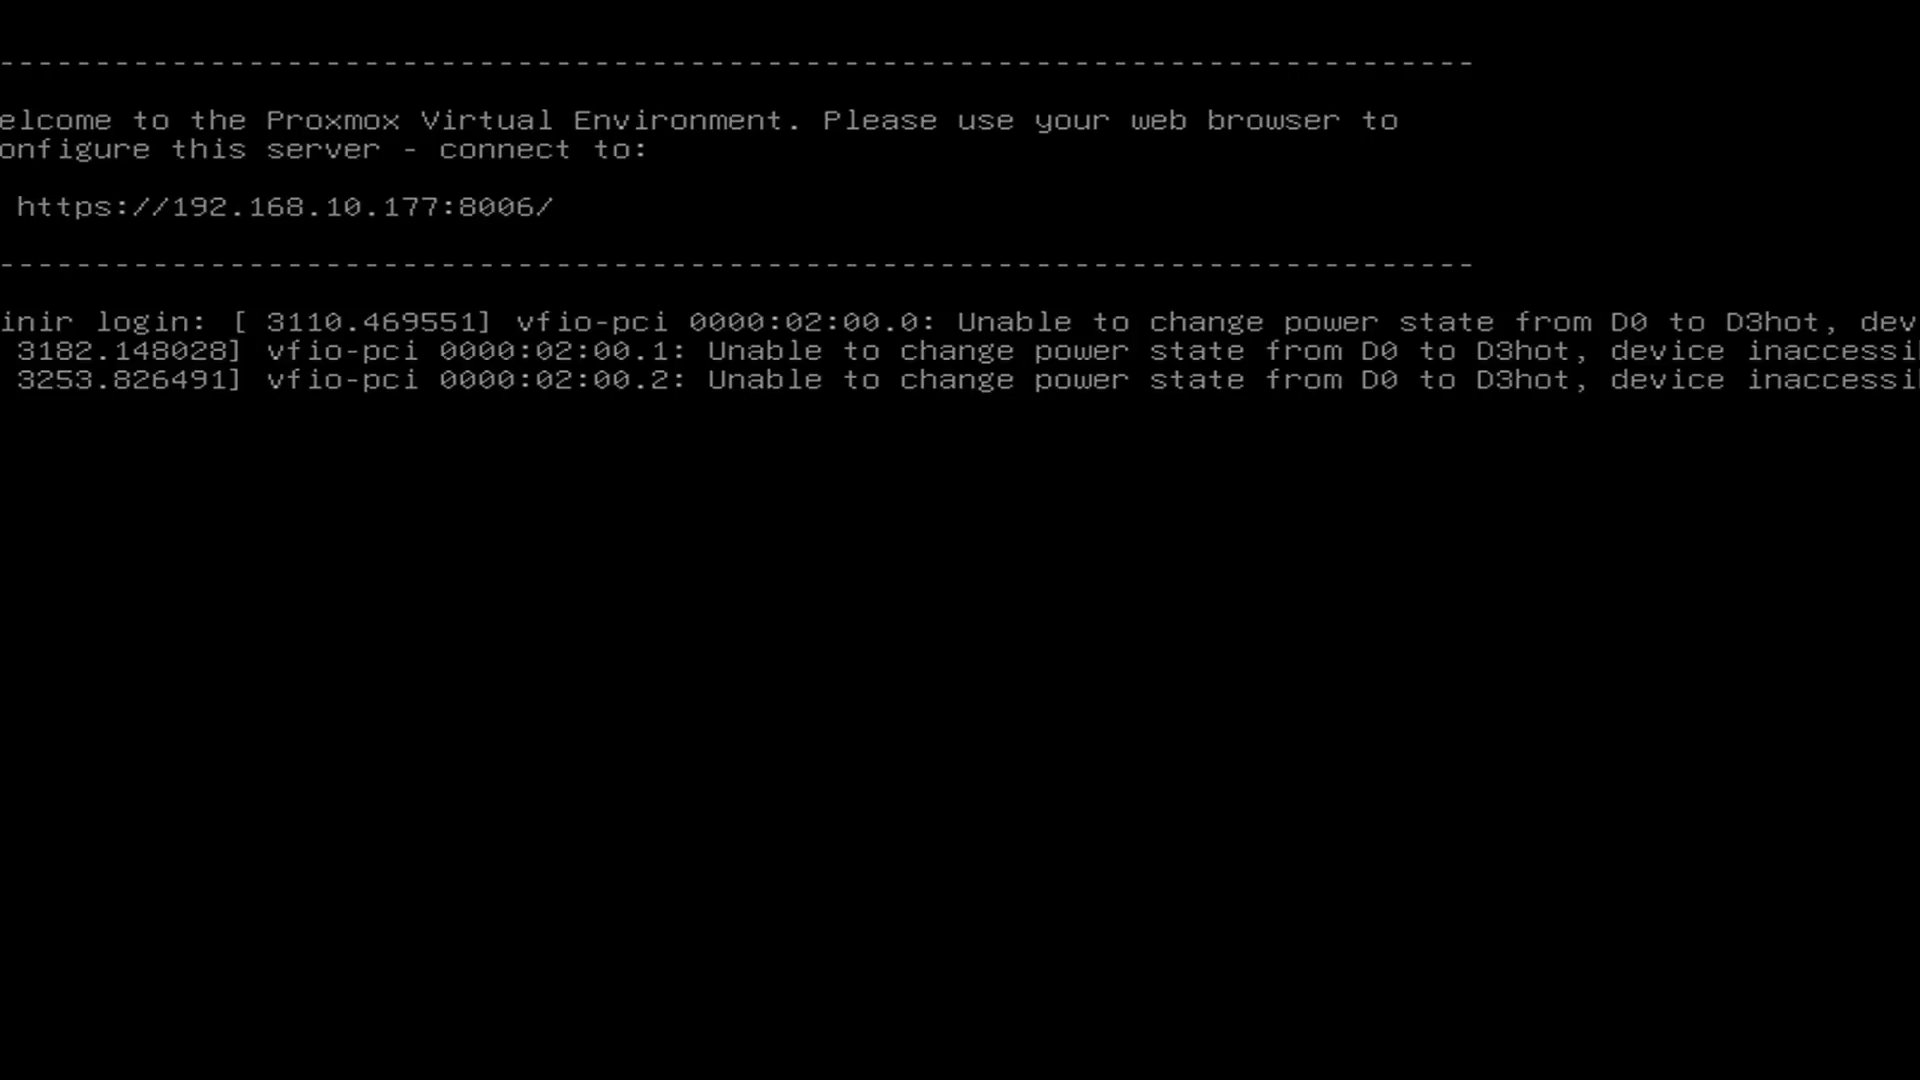 --------------------------------------------------------------------------------
elcome to the Proxmox Virtual Environment. Please use your web browser to
onfigure this server - connect to:
https://192.168.10.177:8006/
--------------------------------------------------------------------------------
inir login: [ 3110.469551] vfio-pci 0000:02:00.0: Unable to change power state from D0 to D3hot, dev
3182.148028] vfio-pci 0000:02:00.1: Unable to change power state from D0 to D3hot, device inaccessib
3253.826491] vfio-pci 0000:02:00.2: Unable to change power state from D0 to D3hot, device inaccessib